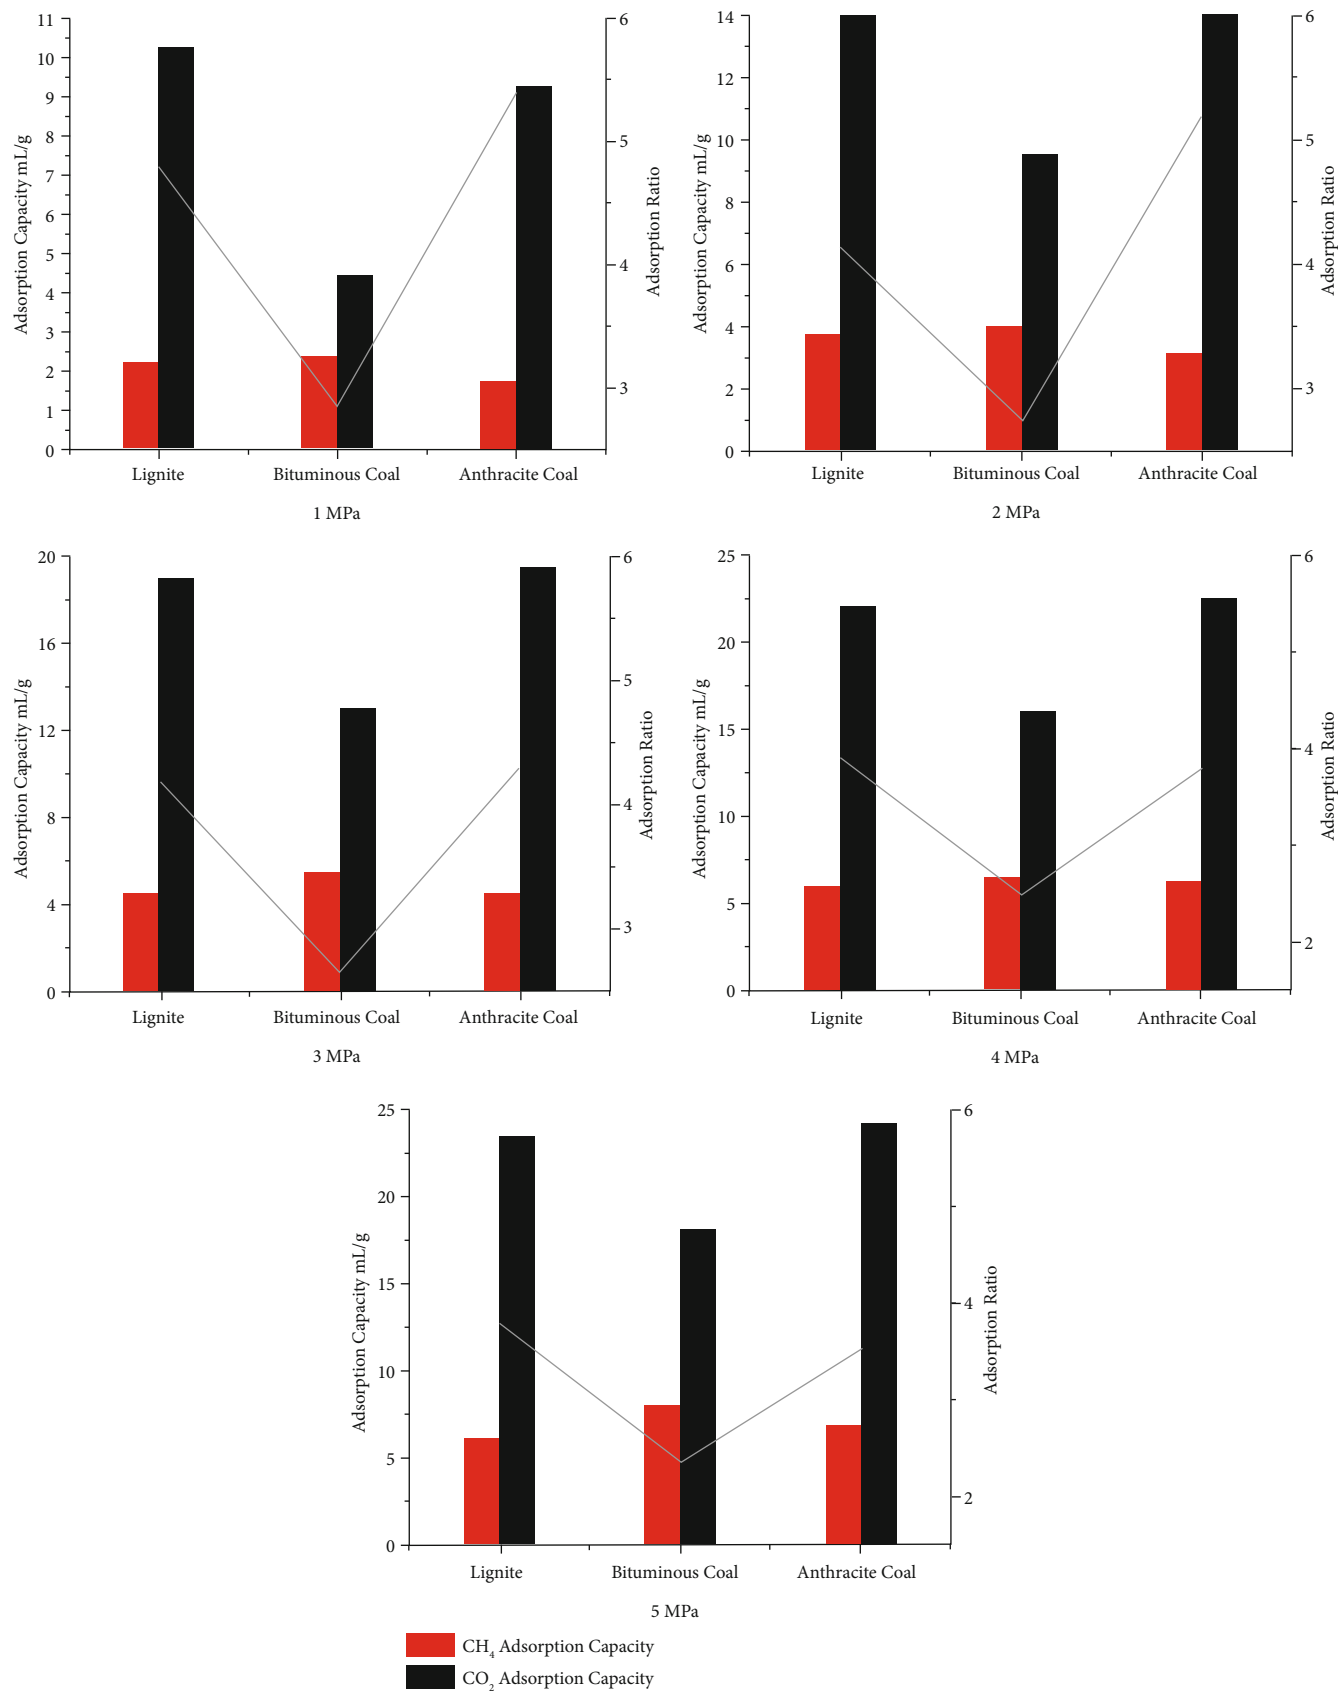 Adsorption Capacity mL/g
11
10
9
8
7
6
5
4
3
2
1
0
Lignite
Bituminous Coal
Anthracite Coal
6
5
4
3
Adsorption Ratio
1 MPa
Adsorption Capacity mL/g
14
12
10
8
6
4
2
0
Lignite
Bituminous Coal
Anthracite Coal
6
5
4
3
Adsorption Ratio
2 MPa
Adsorption Capacity mL/g
20
16
12
8
4
0
Lignite
Bituminous Coal
Anthracite Coal
6
5
4
3
Adsorption Ratio
3 MPa
Adsorption Capacity mL/g
25
20
15
10
5
0
Lignite
Bituminous Coal
Anthracite Coal
6
4
2
Adsorption Ratio
4 MPa
Adsorption Capacity mL/g
25
20
15
10
5
0
Lignite
Bituminous Coal
Anthracite Coal
6
4
2
Adsorption Ratio
5 MPa
CH₄ Adsorption Capacity
CO₂ Adsorption Capacity